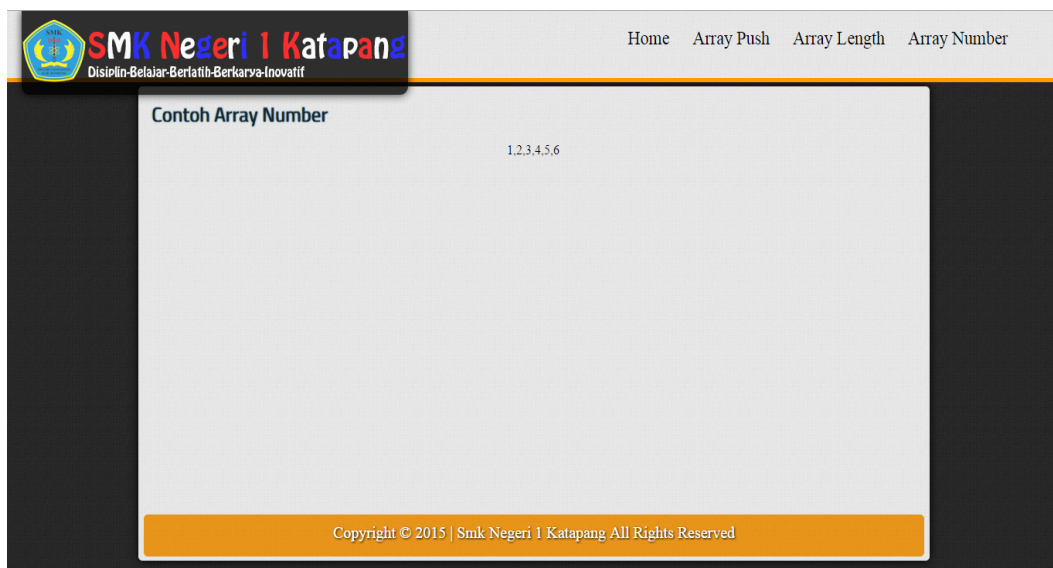 SMK
SMK Negeri 1 Katapang
Disiplin-Belajar-Berlatih-Berkarya-Inovatif
Home Array Push Array Length Array Number
Contoh Array Number
1,2,3,4,5,6
Copyright © 2015 | Smk Negeri 1 Katapang All Rights Reserved